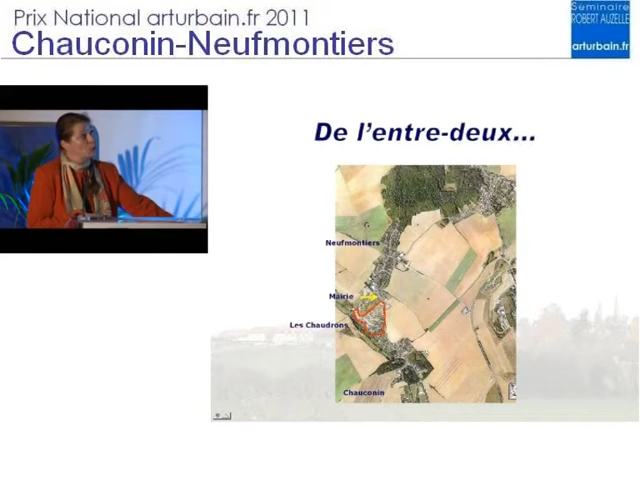 Prix National arturbain.fr 2011
Chauconin-Neufmontiers
Séminaire
ROBERT AUZELLE
arturbain.fr
De l'entre-deux...
Neufmontiers
Mairie
Les Chaudrons
Chauconin